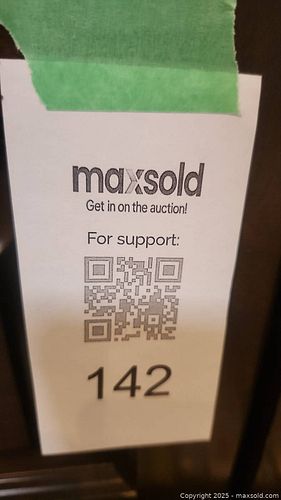 maxsold
Get in on the auction!
For support:
142
Copyright 2025 - maxsold.com